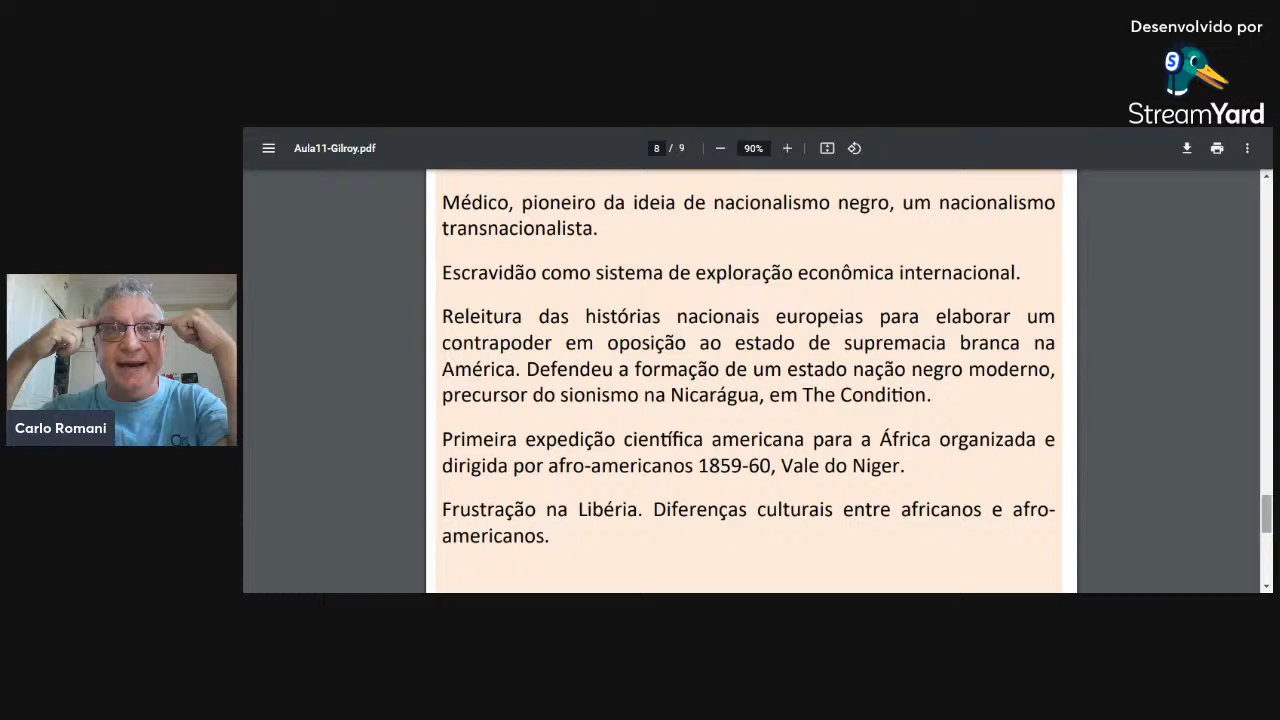 Desenvolvido por
S
StreamYard
Aula11-Gilroy.pdf
8 / 9
90%
Médico, pioneiro da ideia de nacionalismo negro, um nacionalismo
transnacionalista.
Escravidão como sistema de exploração econômica internacional.
Releitura das histórias nacionais europeias para elaborar um
contrapoder em oposição ao estado de supremacia branca na
América. Defendeu a formação de um estado nação negro moderno,
precursor do sionismo na Nicarágua, em The Condition.
Primeira expedição científica americana para a África organizada e
dirigida por afro-americanos 1859-60, Vale do Niger.
Frustração na Libéria. Diferenças culturais entre africanos e afro-
americanos.
Carlo Romani